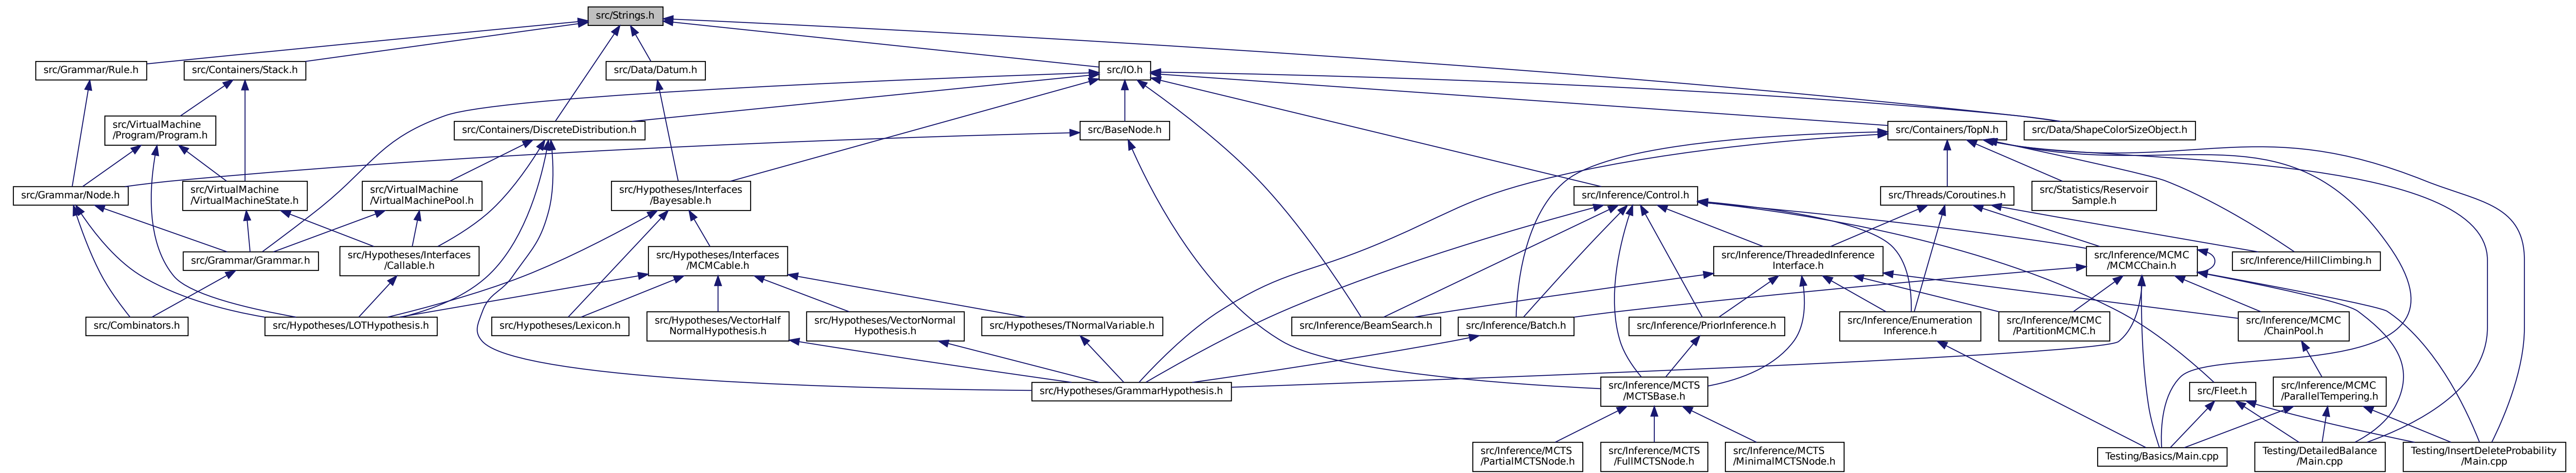 src/Strings.h
src/Grammar/Rule.h
src/Containers/Stack.h
src/Data/Datum.h
src/IO.h
src/VirtualMachine
/Program/Program.h
src/Containers/DiscreteDistribution.h
src/BaseNode.h
src/Containers/TopN.h
src/Data/ShapeColorSizeObject.h
src/Grammar/Node.h
src/VirtualMachine
/VirtualMachineState.h
src/VirtualMachine
/VirtualMachinePool.h
src/Hypotheses/Interfaces
/Bayesable.h
src/Inference/Control.h
src/Threads/Coroutines.h
src/Statistics/Reservoir
Sample.h
src/Grammar/Grammar.h
src/Hypotheses/Interfaces
/Callable.h
src/Hypotheses/Interfaces
/MCMCable.h
src/Inference/ThreadedInference
Interface.h
src/Inference/MCMC
/MCMCChain.h
src/Inference/HillClimbing.h
src/Combinators.h
src/Hypotheses/LOTHypothesis.h
src/Hypotheses/Lexicon.h
src/Hypotheses/VectorHalf
NormalHypothesis.h
src/Hypotheses/VectorNormal
Hypothesis.h
src/Hypotheses/TNormalVariable.h
src/Inference/BeamSearch.h
src/Inference/Batch.h
src/Inference/PriorInference.h
src/Inference/Enumeration
Inference.h
src/Inference/MCMC
/PartitionMCMC.h
src/Inference/MCMC
/ChainPool.h
src/Hypotheses/GrammarHypothesis.h
src/Inference/MCTS
/MCTSBase.h
src/Fleet.h
src/Inference/MCMC
/ParallelTempering.h
src/Inference/MCTS
/PartialMCTSNode.h
src/Inference/MCTS
/FullMCTSNode.h
src/Inference/MCTS
/MinimalMCTSNode.h
Testing/Basics/Main.cpp
Testing/DetailedBalance
/Main.cpp
Testing/InsertDeleteProbability
/Main.cpp